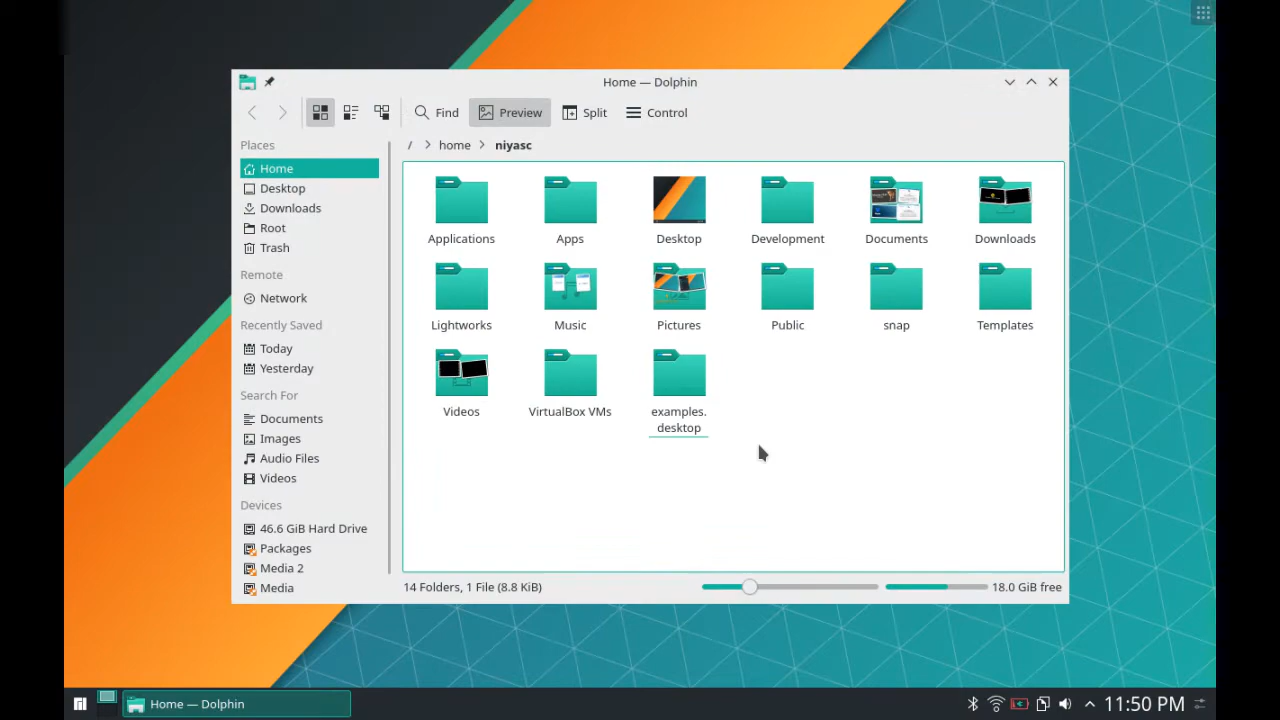 Home — Dolphin
Find
Preview
Split
Control
Places
Home
Desktop
Downloads
Root
Trash
Remote
Network
Recently Saved
Today
Yesterday
Search For
Documents
Images
Audio Files
Videos
Devices
46.6 GiB Hard Drive
Packages
Media 2
Media
/ > home > niyasc
Applications
Apps
Desktop
Development
Documents
Downloads
Lightworks
Music
Pictures
Public
snap
Templates
Videos
VirtualBox VMs
examples.
desktop
14 Folders, 1 File (8.8 KiB)
18.0 GiB free
Home — Dolphin
11:50 PM